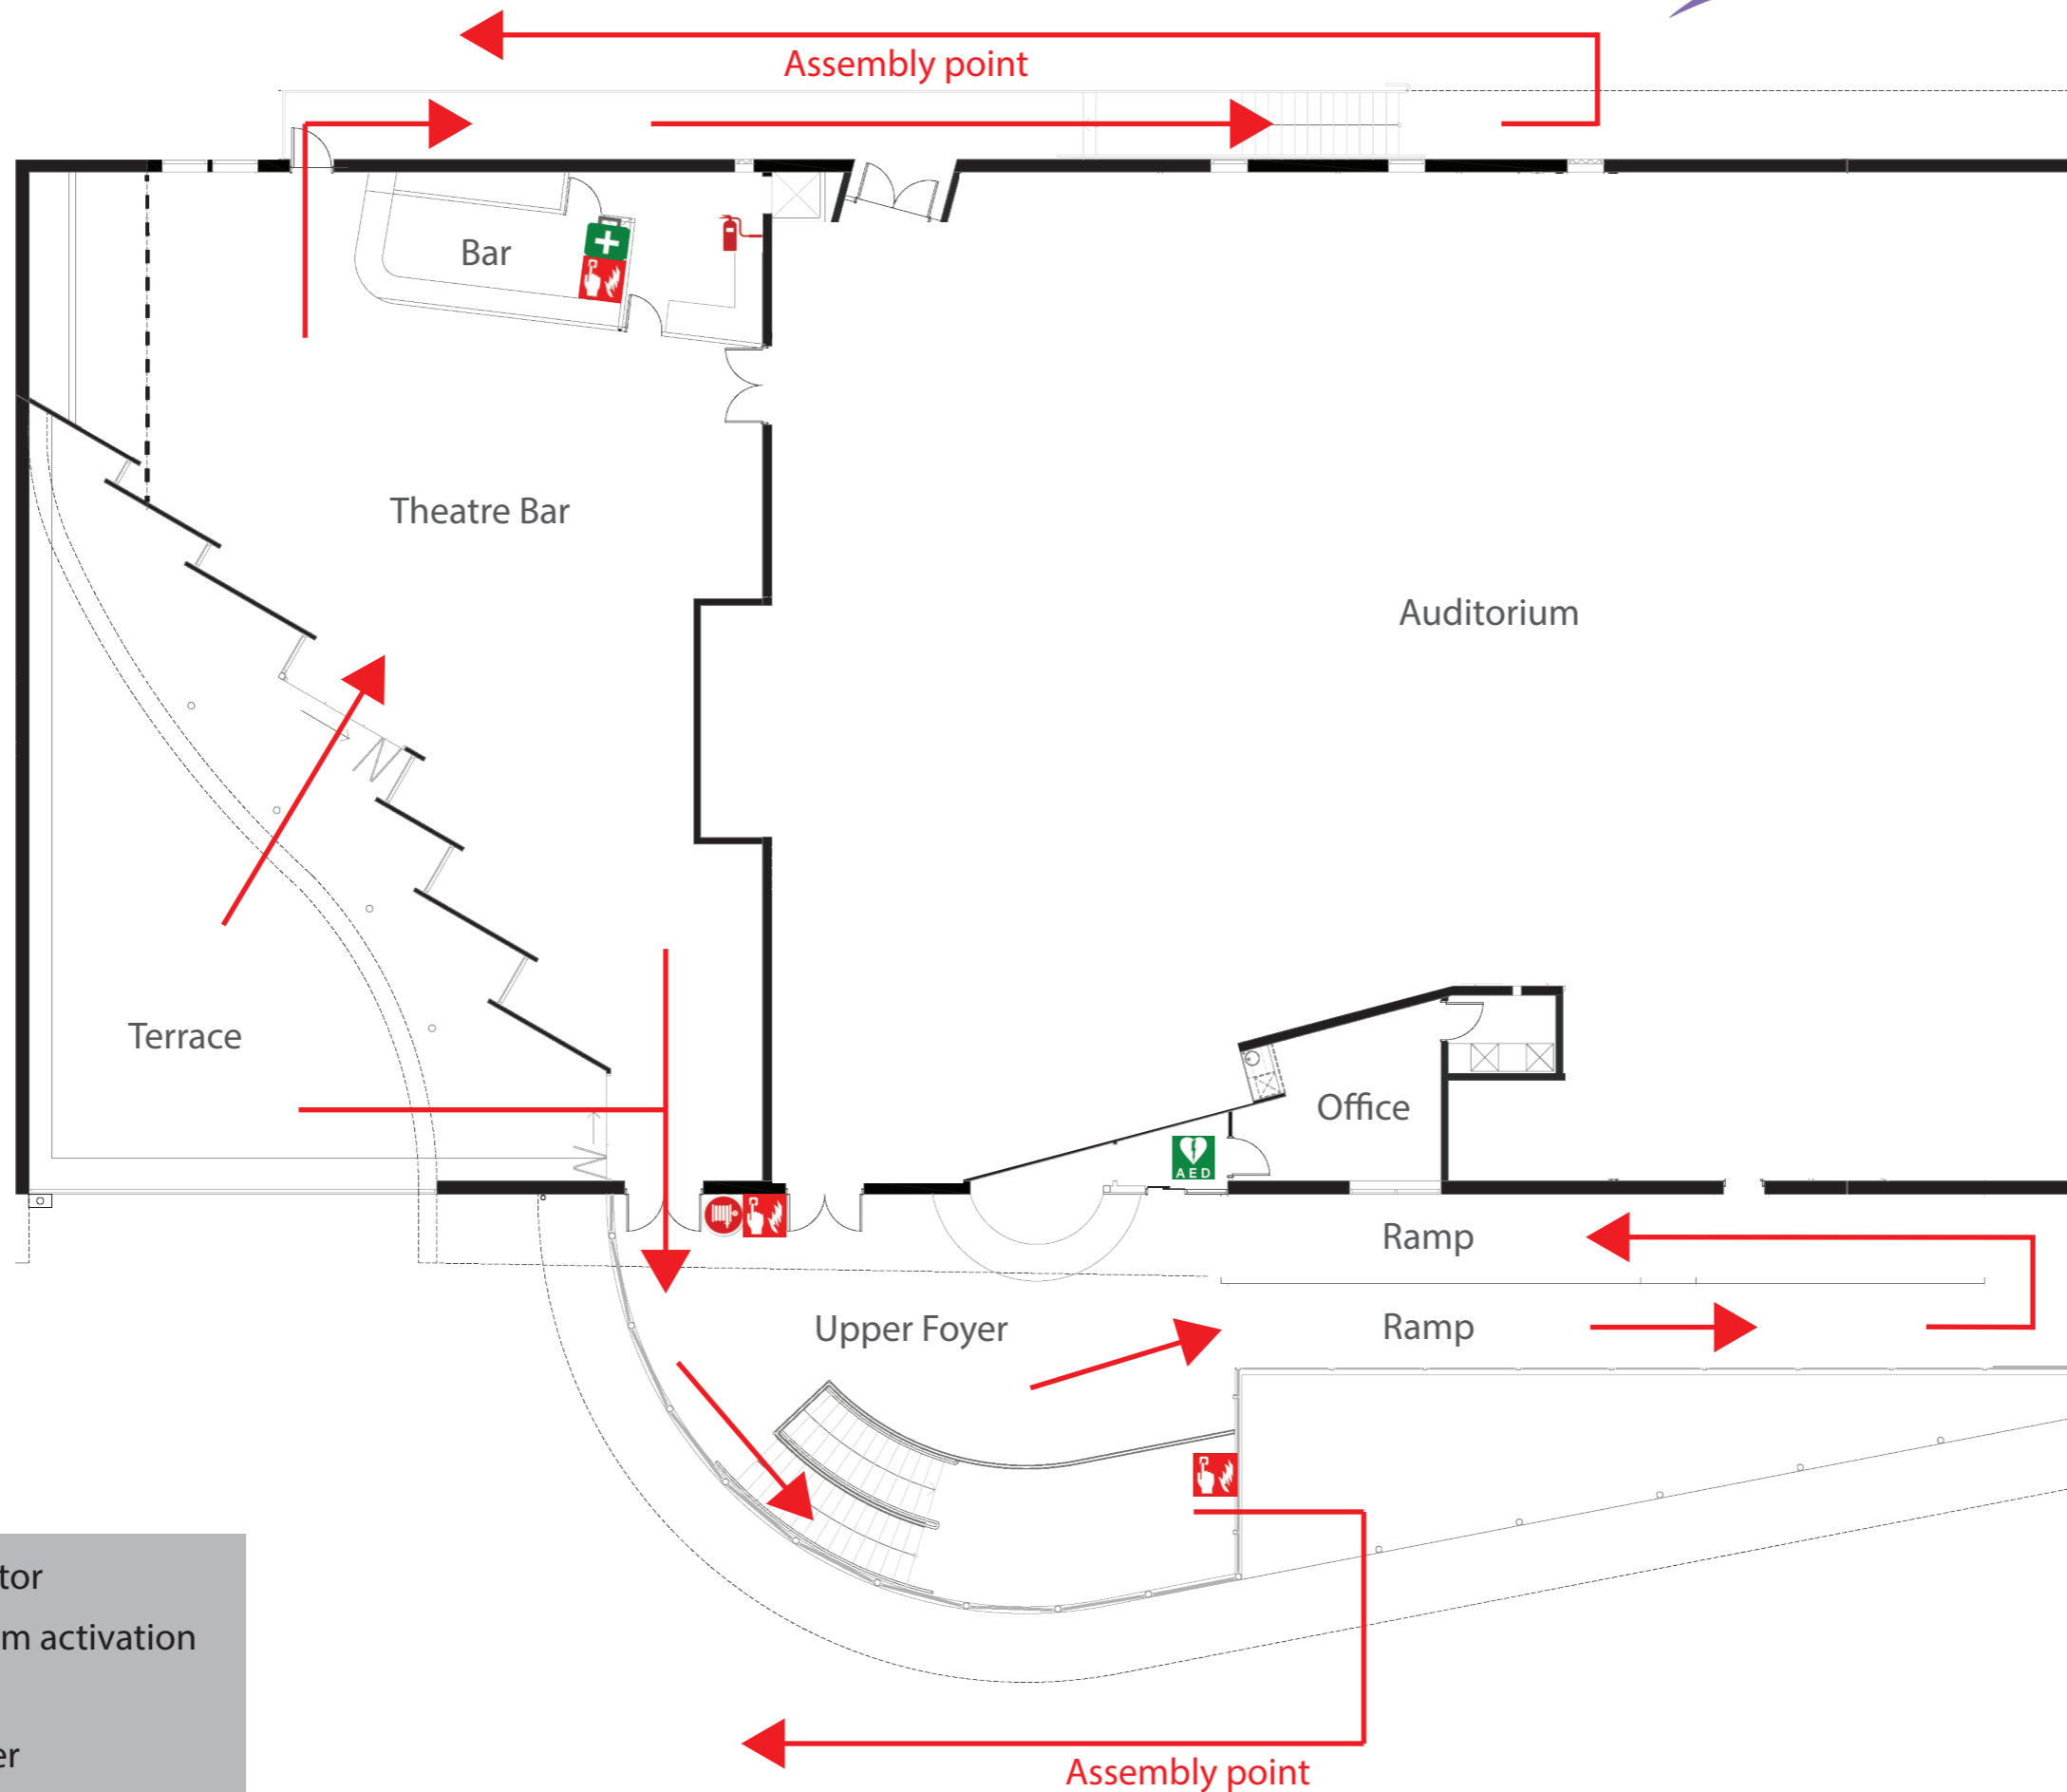 Assembly point
Bar
Theatre Bar
Auditorium
Terrace
Office
AED
Ramp
Ramp
Upper Foyer
tor
m activation
er
Assembly point